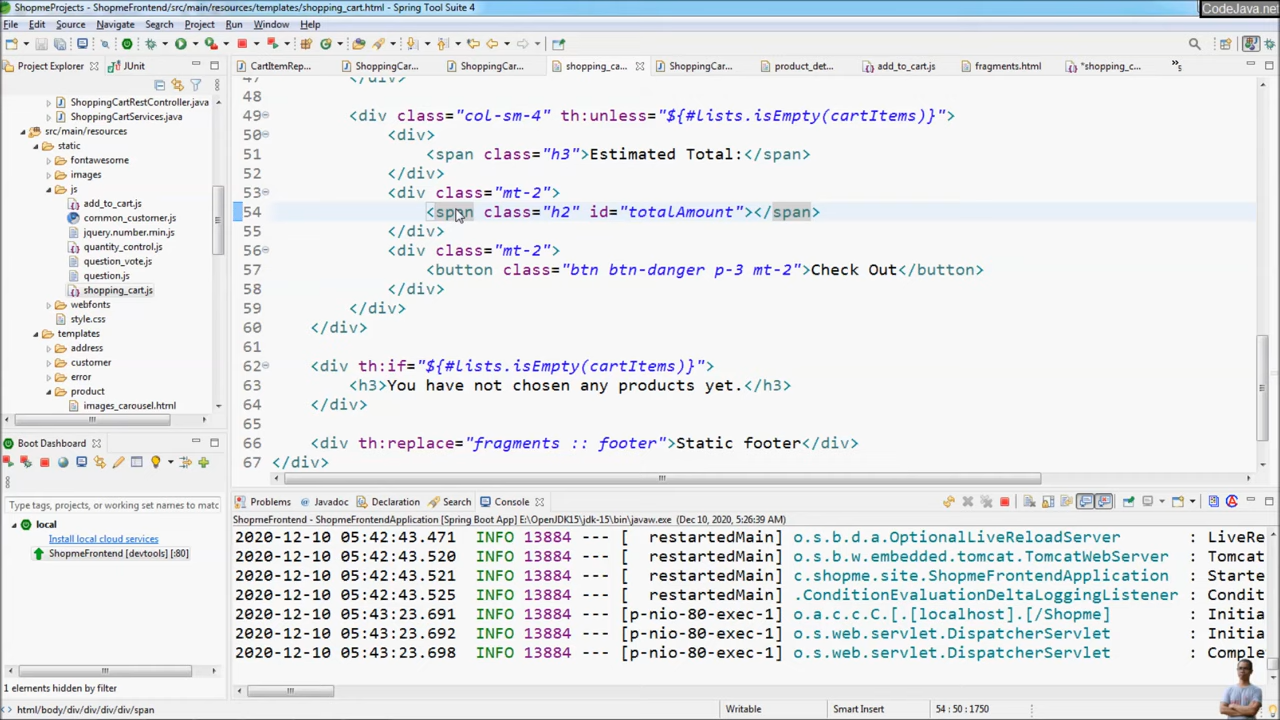 ShopmeProjects - ShopmeFrontend/src/main/resources/templates/shopping_cart.html - Spring Tool Suite 4
CodeJava.net
File Edit Source Navigate Search Project Run Window Help
Project Explorer JUnit
CartItemRep... ShoppingCar... ShoppingCar... shopping_ca... ShoppingCar... product_det... add_to_cart.js fragments.html *shopping_c... »5
ShoppingCartRestController.java
ShoppingCartServices.java
src/main/resources
static
fontawesome
images
js
add_to_cart.js
common_customer.js
jquery.number.min.js
quantity_control.js
question_vote.js
question.js
shopping_cart.js
webfonts
style.css
templates
address
customer
error
product
images_carousel.html
47 </div>
48
49 <div class="col-sm-4" th:unless="${#lists.isEmpty(cartItems)}">
50 <div>
51 <span class="h3">Estimated Total:</span>
52 </div>
53 <div class="mt-2">
54 <span class="h2" id="totalAmount"></span>
55 </div>
56 <div class="mt-2">
57 <button class="btn btn-danger p-3 mt-2">Check Out</button>
58 </div>
59 </div>
60 </div>
61
62 <div th:if="${#lists.isEmpty(cartItems)}">
63 <h3>You have not chosen any products yet.</h3>
64 </div>
65
66 <div th:replace="fragments :: footer">Static footer</div>
67 </div>
Boot Dashboard
Type tags, projects, or working set names to matc
local
Install local cloud services
ShopmeFrontend [devtools] [:80]
1 elements hidden by filter
Problems Javadoc Declaration Search Console
ShopmeFrontend - ShopmeFrontendApplication [Spring Boot App] E:\OpenJDK15\jdk-15\bin\javaw.exe (Dec 10, 2020, 5:26:39 AM)
2020-12-10 05:42:43.471 INFO 13884 --- [ restartedMain] o.s.b.d.a.OptionalLiveReloadServer : LiveRe
2020-12-10 05:42:43.520 INFO 13884 --- [ restartedMain] o.s.b.w.embedded.tomcat.TomcatWebServer : Tomcat
2020-12-10 05:42:43.521 INFO 13884 --- [ restartedMain] c.shopme.site.ShopmeFrontendApplication : Starte
2020-12-10 05:42:43.525 INFO 13884 --- [ restartedMain] .ConditionEvaluationDeltaLoggingListener : Condit
2020-12-10 05:43:23.691 INFO 13884 --- [p-nio-80-exec-1] o.a.c.c.C.[.[localhost].[/Shopme] : Initia
2020-12-10 05:43:23.692 INFO 13884 --- [p-nio-80-exec-1] o.s.web.servlet.DispatcherServlet : Initia
2020-12-10 05:43:23.698 INFO 13884 --- [p-nio-80-exec-1] o.s.web.servlet.DispatcherServlet : Comple
html/body/div/div/div/div/span Writable Smart Insert 54 : 50 : 1750